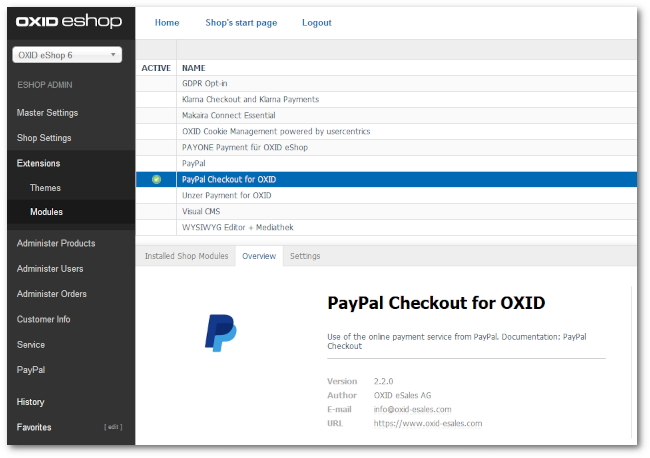 OXID eshop
Home
Shop's start page
Logout
OXID eShop 6
ESHOP ADMIN
Master Settings
Shop Settings
Extensions
Themes
Modules
Administer Products
Administer Users
Administer Orders
Customer Info
Service
PayPal
History
Favorites [ edit ]
ACTIVE NAME
GDPR Opt-in
Klarna Checkout and Klarna Payments
Makaira Connect Essential
OXID Cookie Management powered by usercentrics
PAYONE Payment für OXID eShop
PayPal
PayPal Checkout for OXID
Unzer Payment for OXID
Visual CMS
WYSIWYG Editor + Mediathek
Installed Shop Modules
Overview
Settings
PayPal Checkout for OXID
Use of the online payment service from PayPal. Documentation: PayPal
Checkout
Version 2.2.0
Author OXID eSales AG
E-mail info@oxid-esales.com
URL https://www.oxid-esales.com